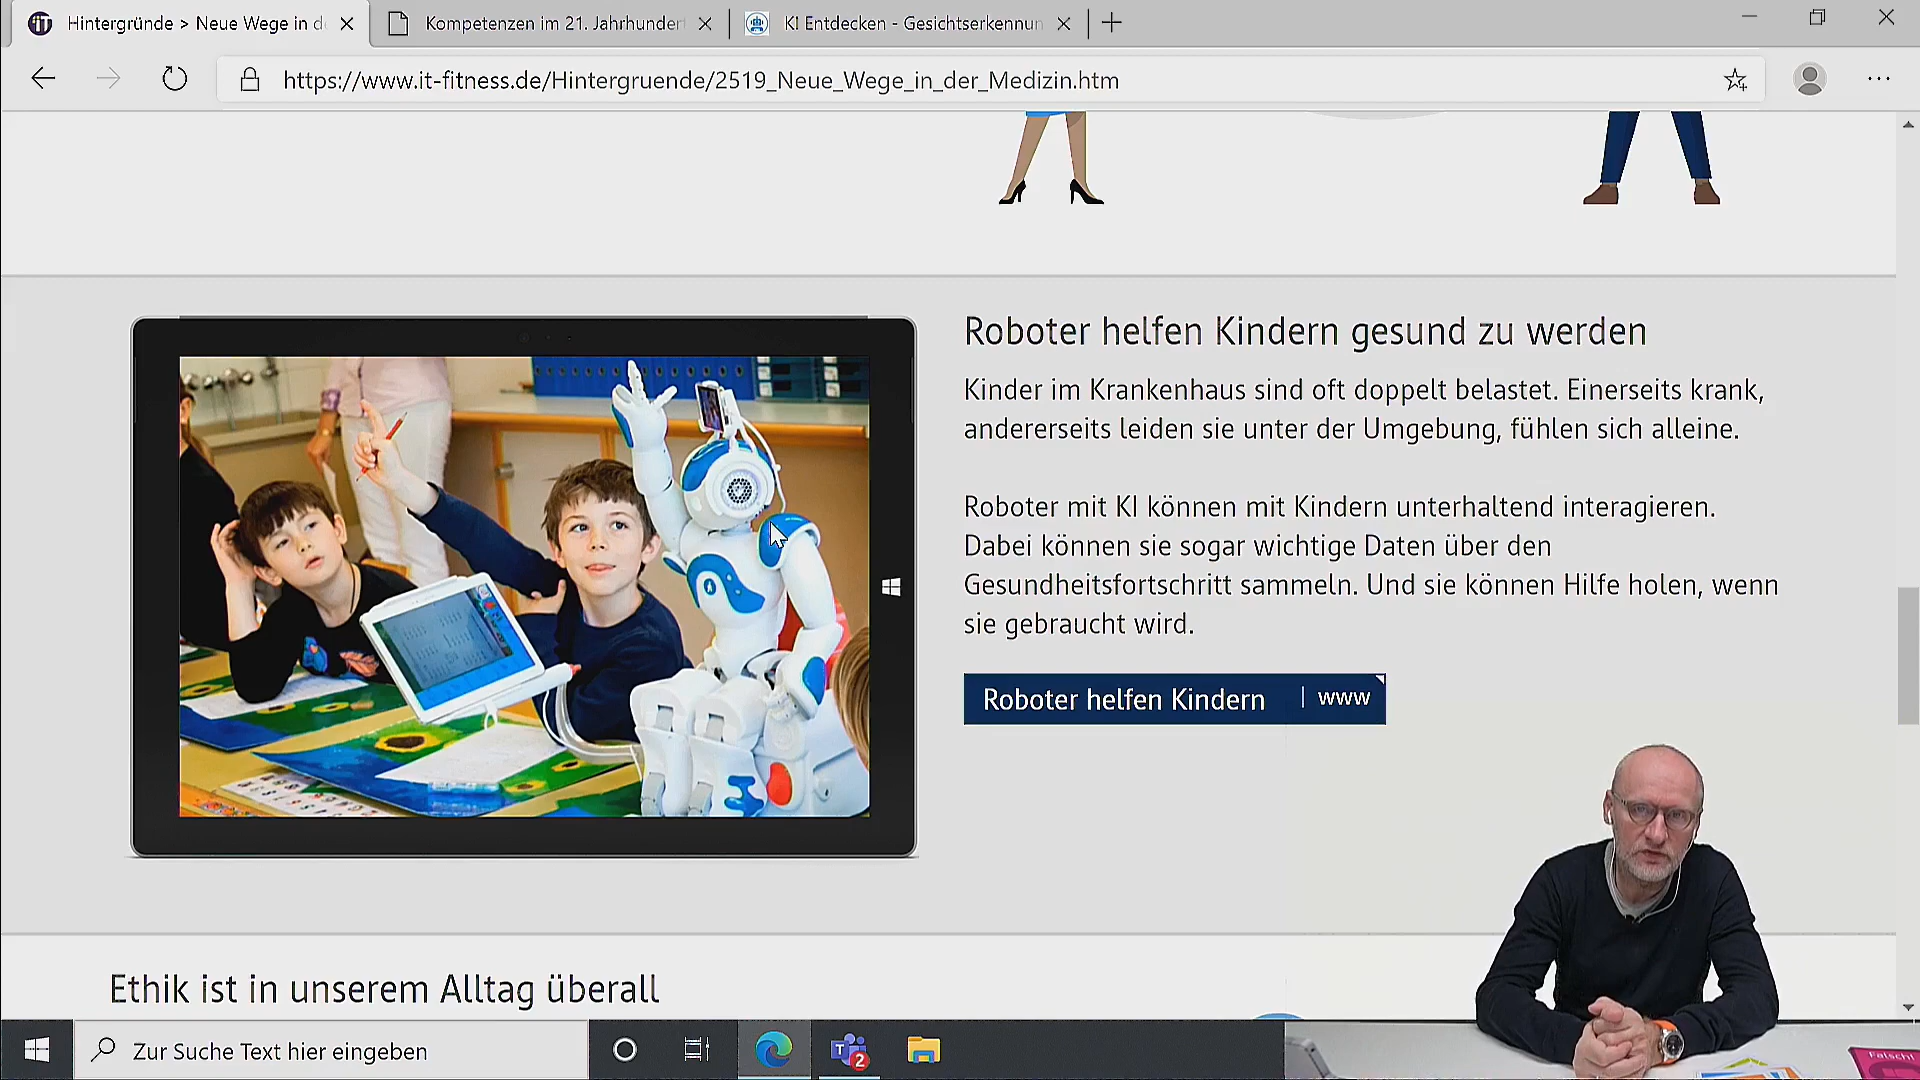 Hintergründe > Neue Wege in d
Kompetenzen im 21. Jahrhunder
KI Entdecken - Gesichtserkennun
https://www.it-fitness.de/Hintergruende/2519_Neue_Wege_in_der_Medizin.htm
Roboter helfen Kindern gesund zu werden
Kinder im Krankenhaus sind oft doppelt belastet. Einerseits krank,
andererseits leiden sie unter der Umgebung, fühlen sich alleine.
Roboter mit KI können mit Kindern unterhaltend interagieren.
Dabei können sie sogar wichtige Daten über den
Gesundheitsfortschritt sammeln. Und sie können Hilfe holen, wenn
sie gebraucht wird.
Roboter helfen Kindern | www
Ethik ist in unserem Alltag überall
Zur Suche Text hier eingeben
T 2
Falsch!